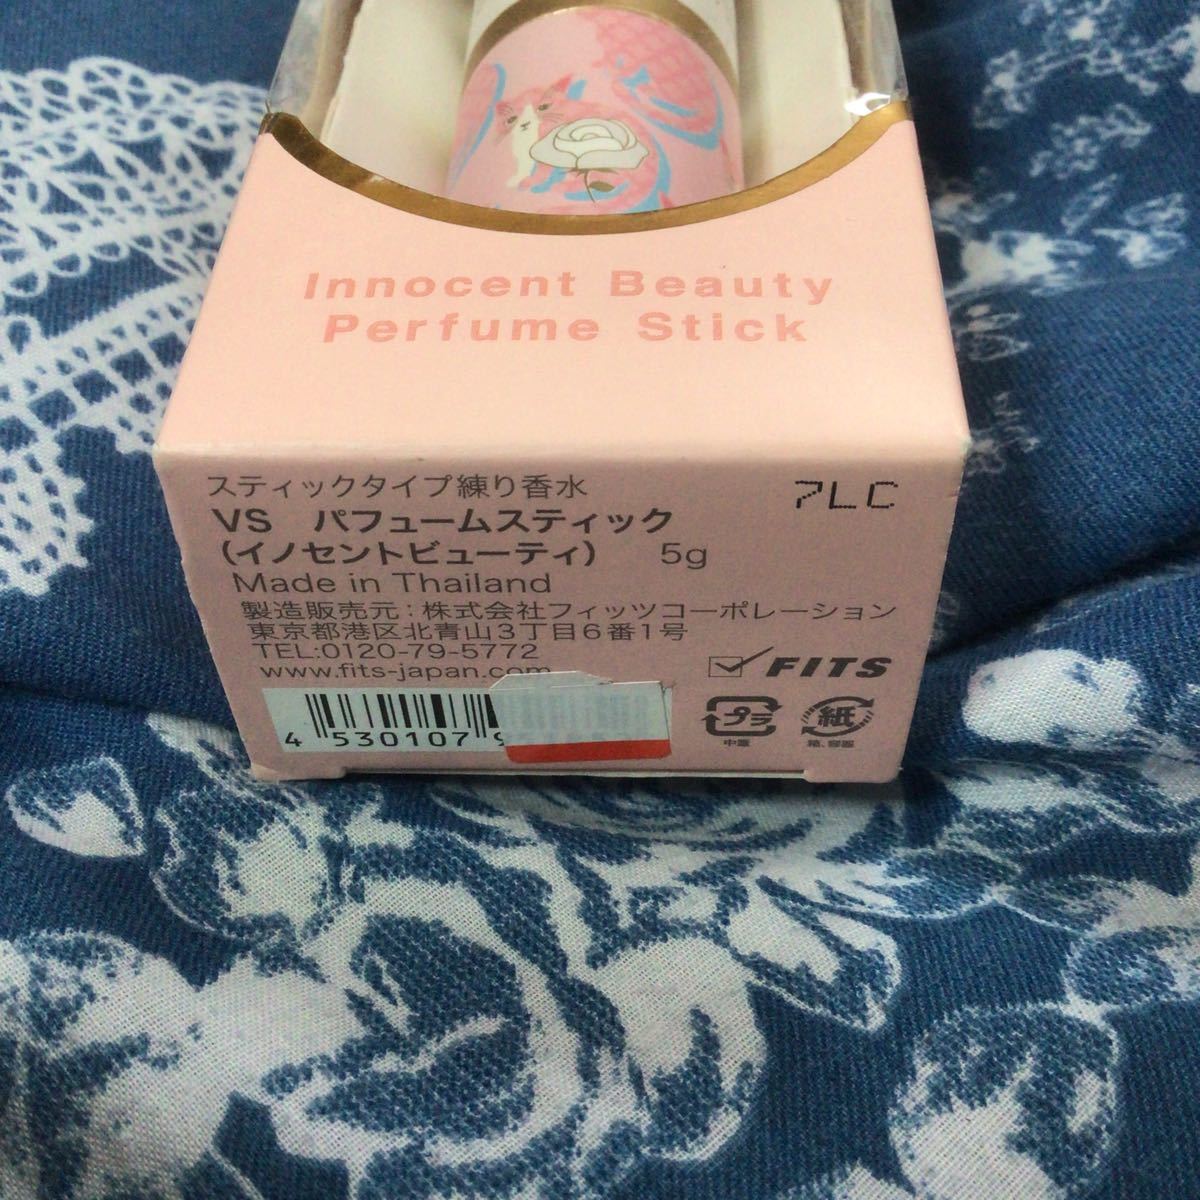 Innocent Beauty
Perfume Stick
スティックタイプ練り香水
7LC
VS パフュームスティック
(イノセントビューティ) 5g
Made in Thailand
製造販売元：株式会社フィッツコーポレーション
東京都港区北青山3丁目6番1号
TEL:0120-79-5772
www.fits-japan.com
FITS
プラ
中蓋
紙
箱、容器
4 530107 9